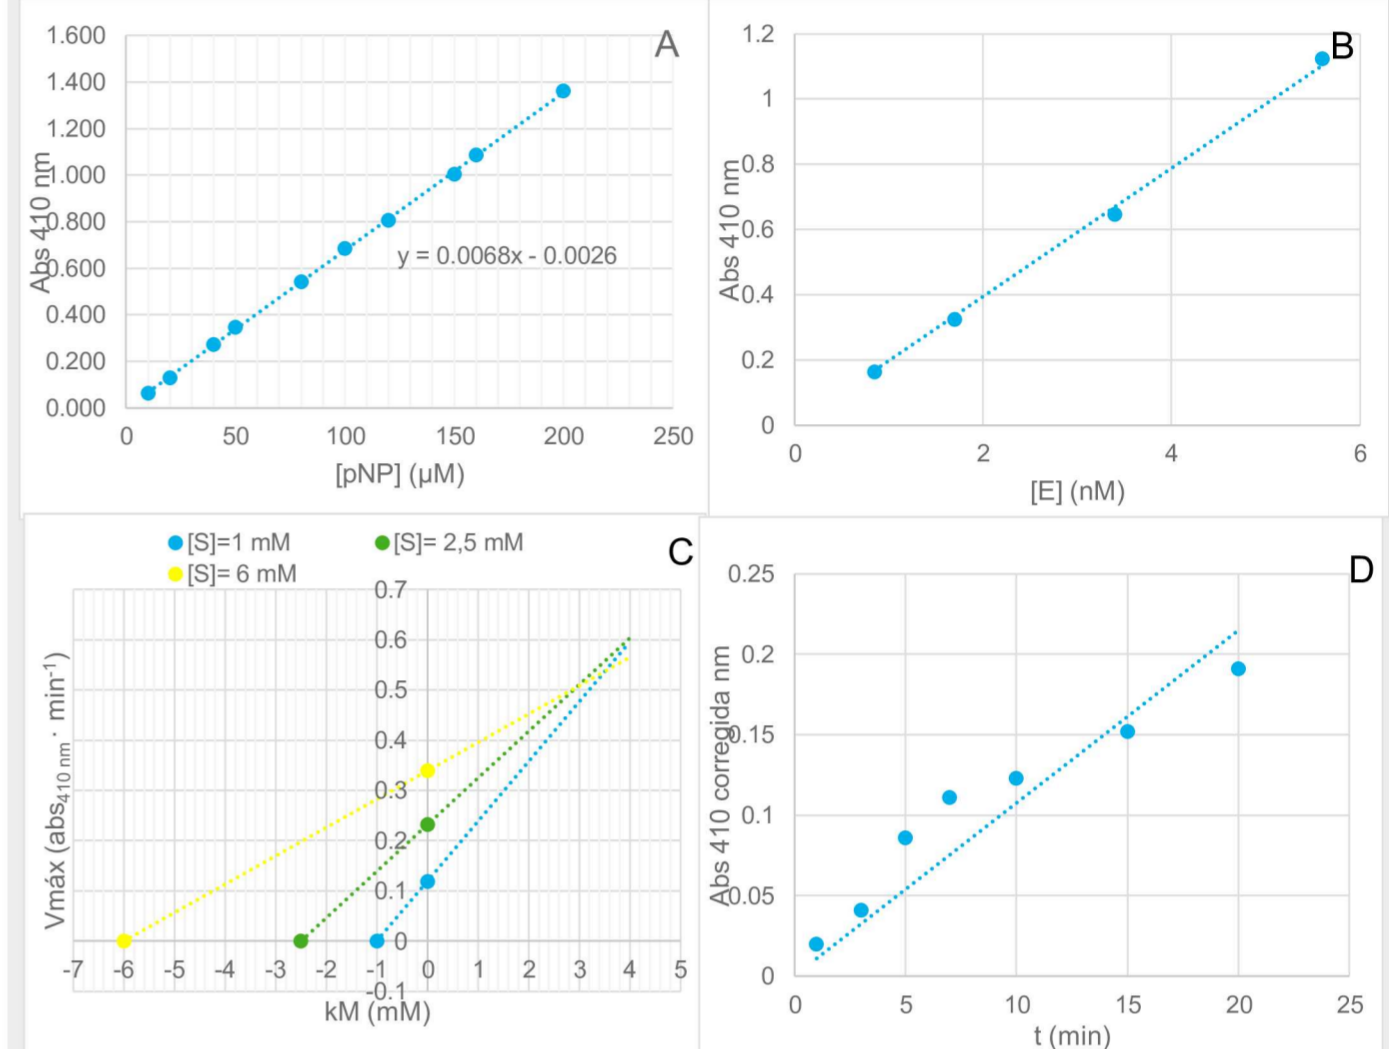 A
1.600
1.400
1.200
1.000
0.800
0.600
0.400
0.200
0.000
Abs 410 nm
y = 0.0068x - 0.0026
0 50 100 150 200 250
[pNP] (µM)
B
1.2
1
0.8
0.6
0.4
0.2
0
Abs 410 nm
0 2 4 6
[E] (nM)
C
[S]=1 mM [S]= 2,5 mM
[S]= 6 mM
0.7
0.6
0.5
0.4
0.3
0.2
0.1
0
-0.1
Vmáx (abs410 nm · min-1)
-7 -6 -5 -4 -3 -2 -1 0 1 2 3 4 5
kM (mM)
D
0.25
0.2
0.15
0.1
0.05
0
Abs 410 corregida nm
0 5 10 15 20 25
t (min)